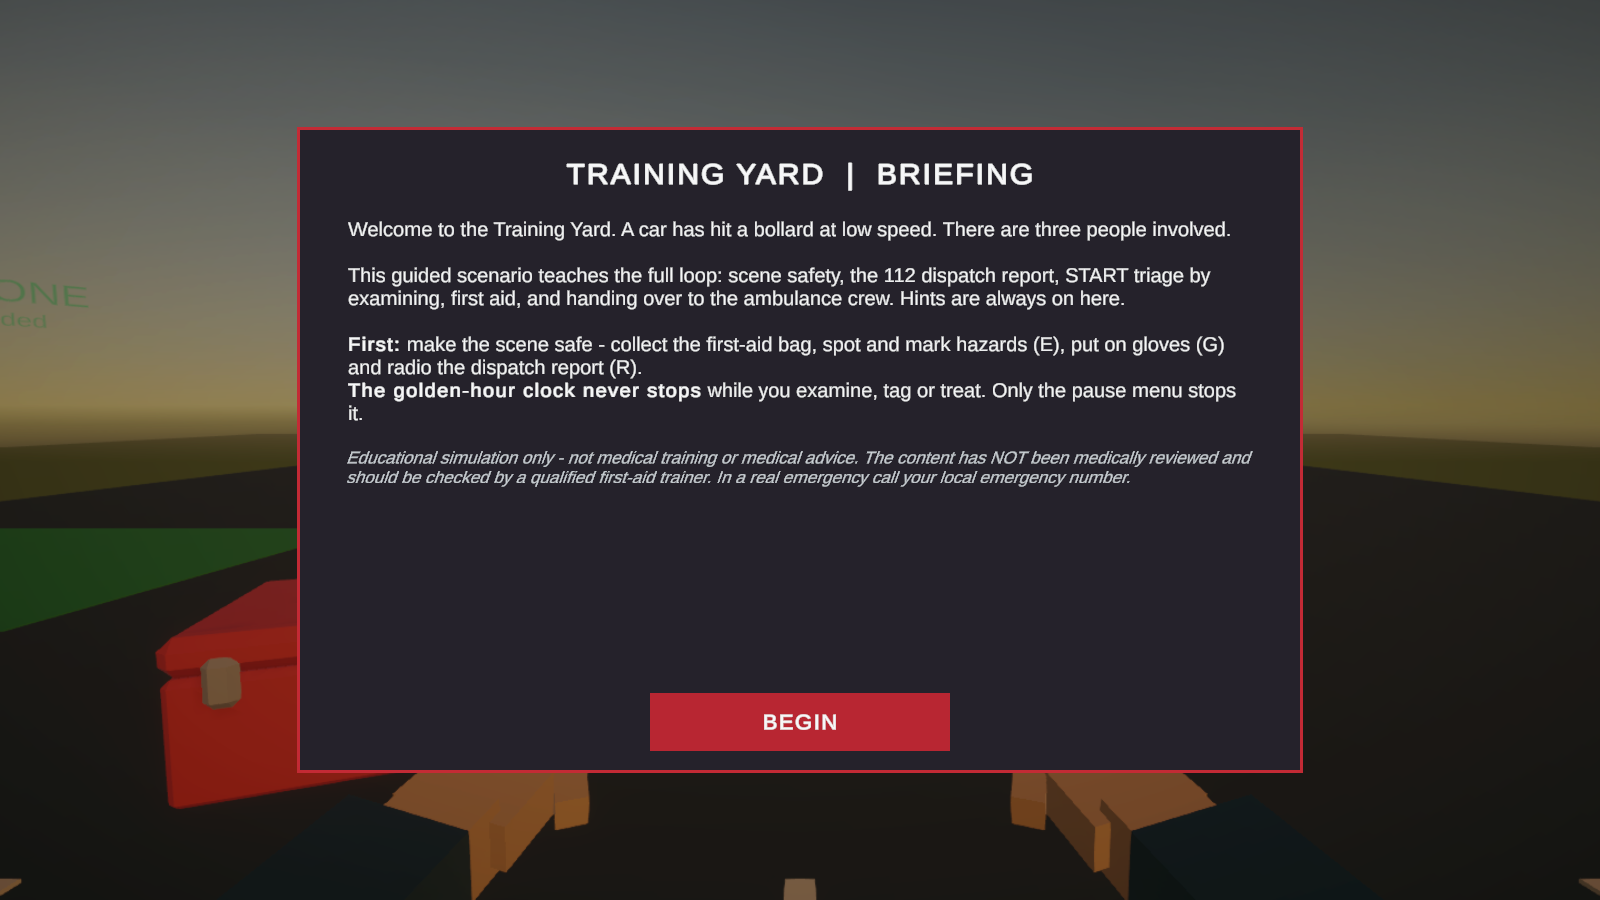 TRAINING YARD | BRIEFING
Welcome to the Training Yard. A car has hit a bollard at low speed. There are three people involved.
This guided scenario teaches the full loop: scene safety, the 112 dispatch report, START triage by
examining, first aid, and handing over to the ambulance crew. Hints are always on here.
First: make the scene safe - collect the first-aid bag, spot and mark hazards (E), put on gloves (G)
and radio the dispatch report (R).
The golden-hour clock never stops while you examine, tag or treat. Only the pause menu stops
it.
Educational simulation only - not medical training or medical advice. The content has NOT been medically reviewed and
should be checked by a qualified first-aid trainer. In a real emergency call your local emergency number.
BEGIN
ONE
ded